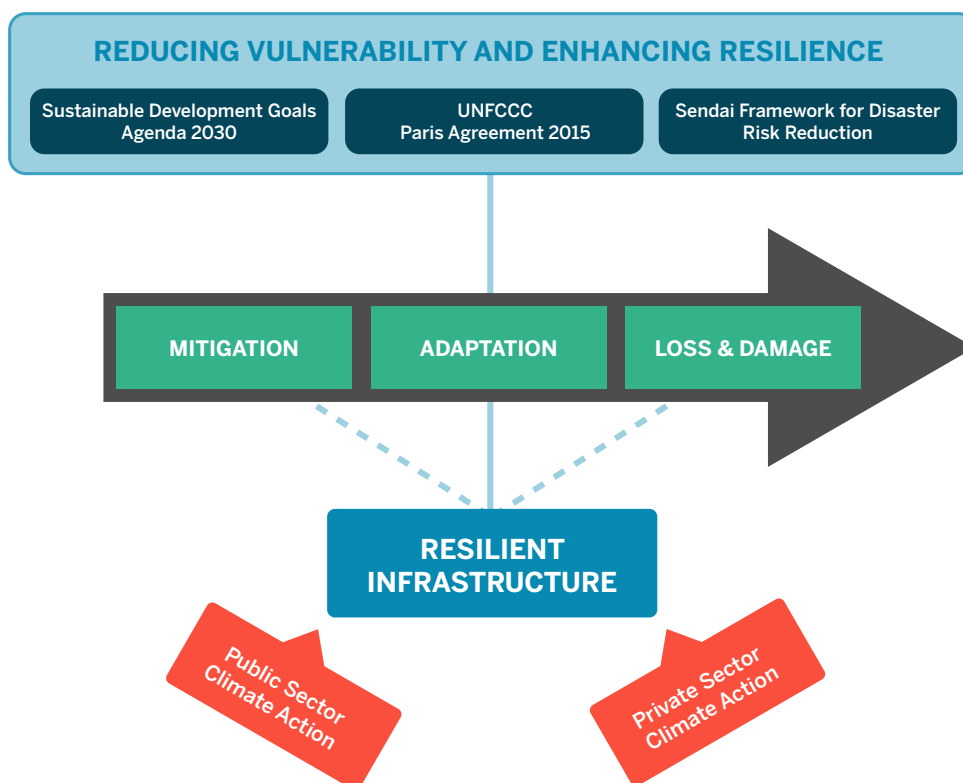 REDUCING VULNERABILITY AND ENHANCING RESILIENCE
Sustainable Development Goals
Agenda 2030
UNFCCC
Paris Agreement 2015
Sendai Framework for Disaster
Risk Reduction
MITIGATION
ADAPTATION
LOSS & DAMAGE
RESILIENT
INFRASTRUCTURE
Public Sector
Climate Action
Private Sector
Climate Action